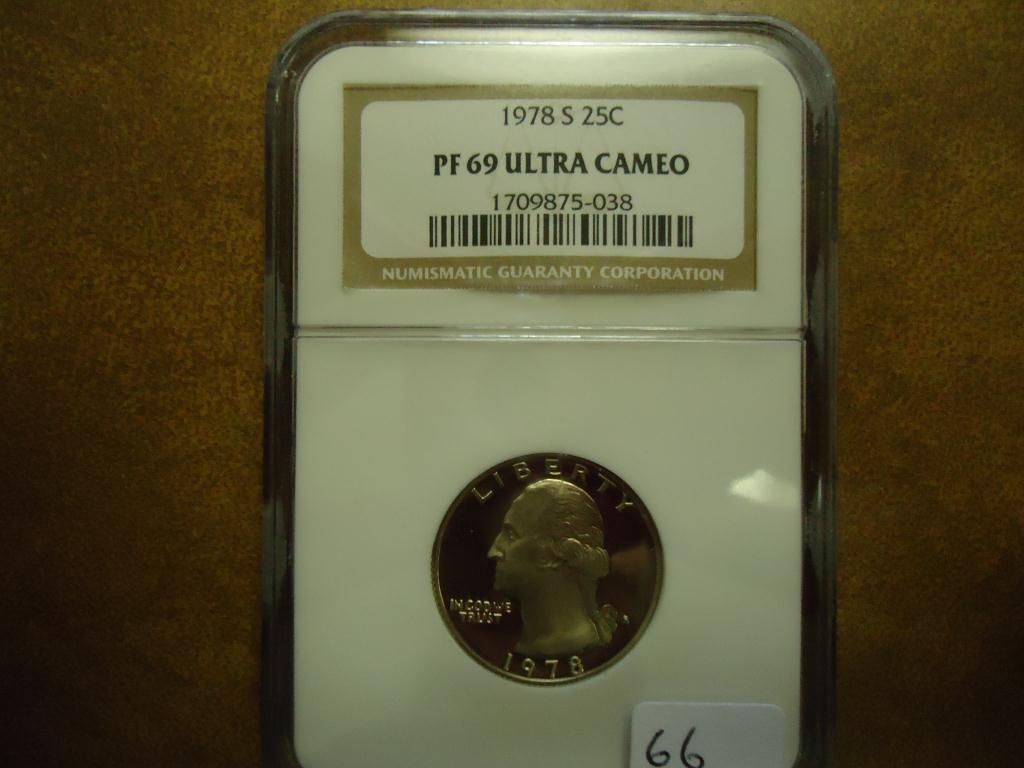 1978 S 25C
PF 69 ULTRA CAMEO
1709875-038
NUMISMATIC GUARANTY CORPORATION
LIBERTY
IN GOD WE
TRUST
1978
66